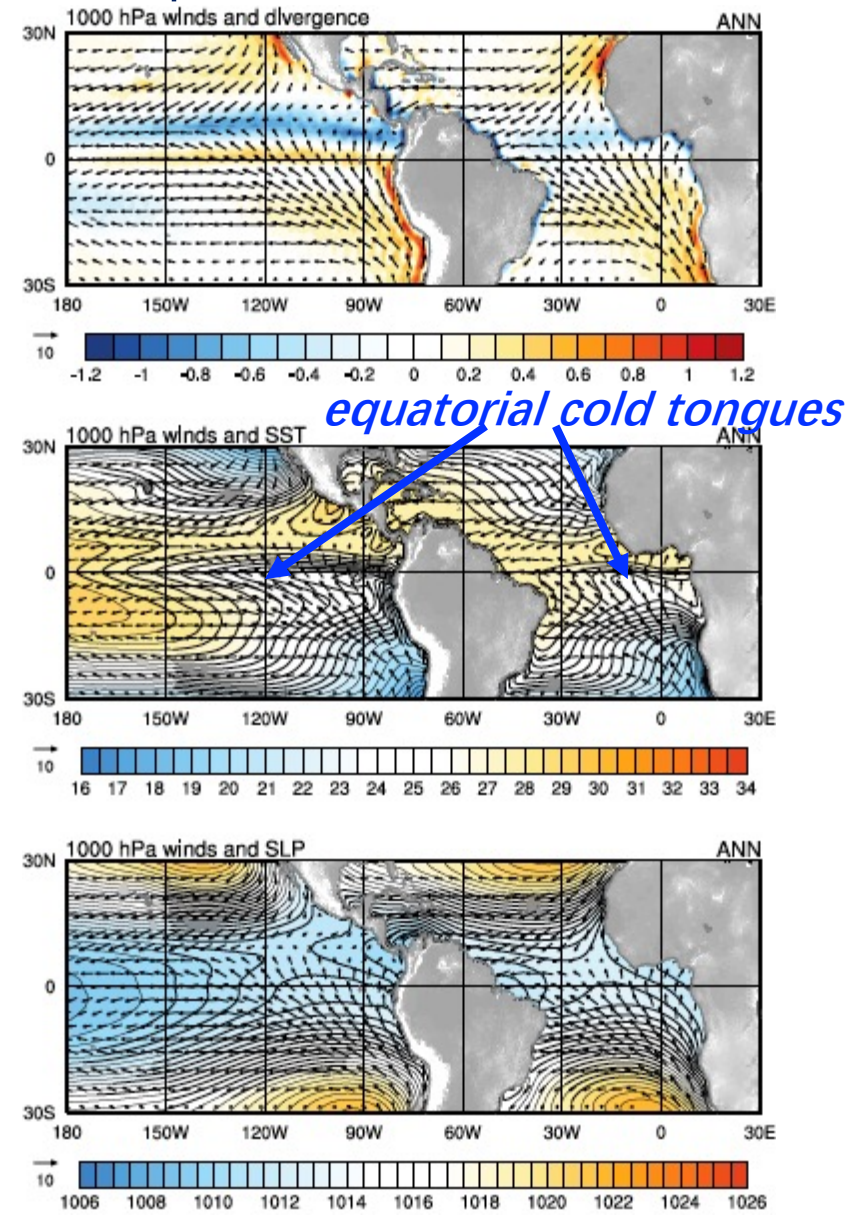 1000 hPa winds and divergence ANN
30N
0
30S
180 150W 120W 90W 60W 30W 0 30E
10
-1.2 -1 -0.8 -0.6 -0.4 -0.2 0 0.2 0.4 0.6 0.8 1 1.2
equatorial cold tongues
1000 hPa winds and SST ANN
30N
0
30S
180 150W 120W 90W 60W 30W 0 30E
10
16 17 18 19 20 21 22 23 24 25 26 27 28 29 30 31 32 33 34
1000 hPa winds and SLP ANN
30N
0
30S
180 150W 120W 90W 60W 30W 0 30E
10
1006 1008 1010 1012 1014 1016 1018 1020 1022 1024 1026